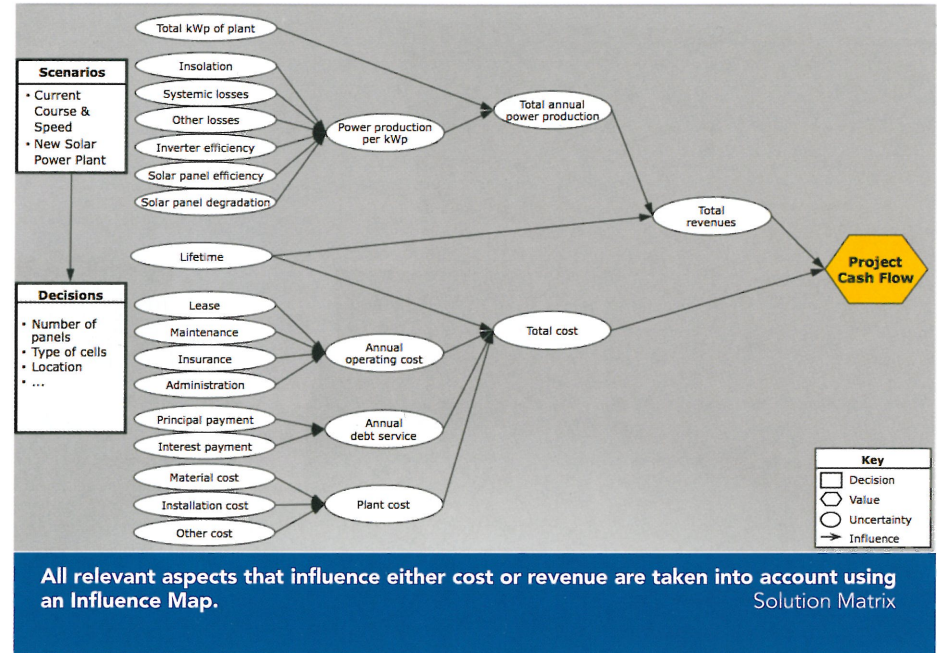 Total kWp of plant
Scenarios
• Current
Course &
Speed
• New Solar
Power Plant
Insolation
Systemic losses
Other losses
Inverter efficiency
Solar panel efficiency
Solar panel degradation
Power production
per kWp
Total annual
power production
Total
revenues
Project
Cash Flow
Lifetime
Decisions
• Number of
panels
• Type of cells
• Location
• ...
Lease
Maintenance
Insurance
Administration
Annual
operating cost
Total cost
Principal payment
Interest payment
Annual
debt service
Material cost
Installation cost
Other cost
Plant cost
Key
Decision
Value
Uncertainty
Influence
All relevant aspects that influence either cost or revenue are taken into account using
an Influence Map.
Solution Matrix